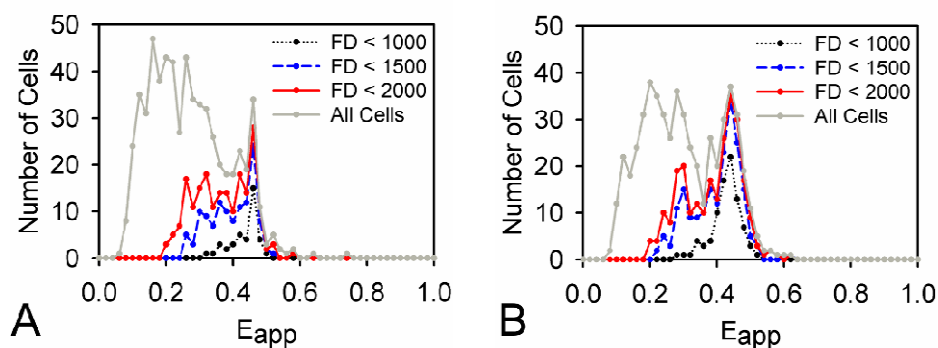 50
40
30
20
10
0
Number of Cells
FD < 1000
FD < 1500
FD < 2000
All Cells
0.0 0.2 0.4 0.6 0.8 1.0
Eapp
A
50
40
30
20
10
0
Number of Cells
FD < 1000
FD < 1500
FD < 2000
All Cells
0.0 0.2 0.4 0.6 0.8 1.0
Eapp
B